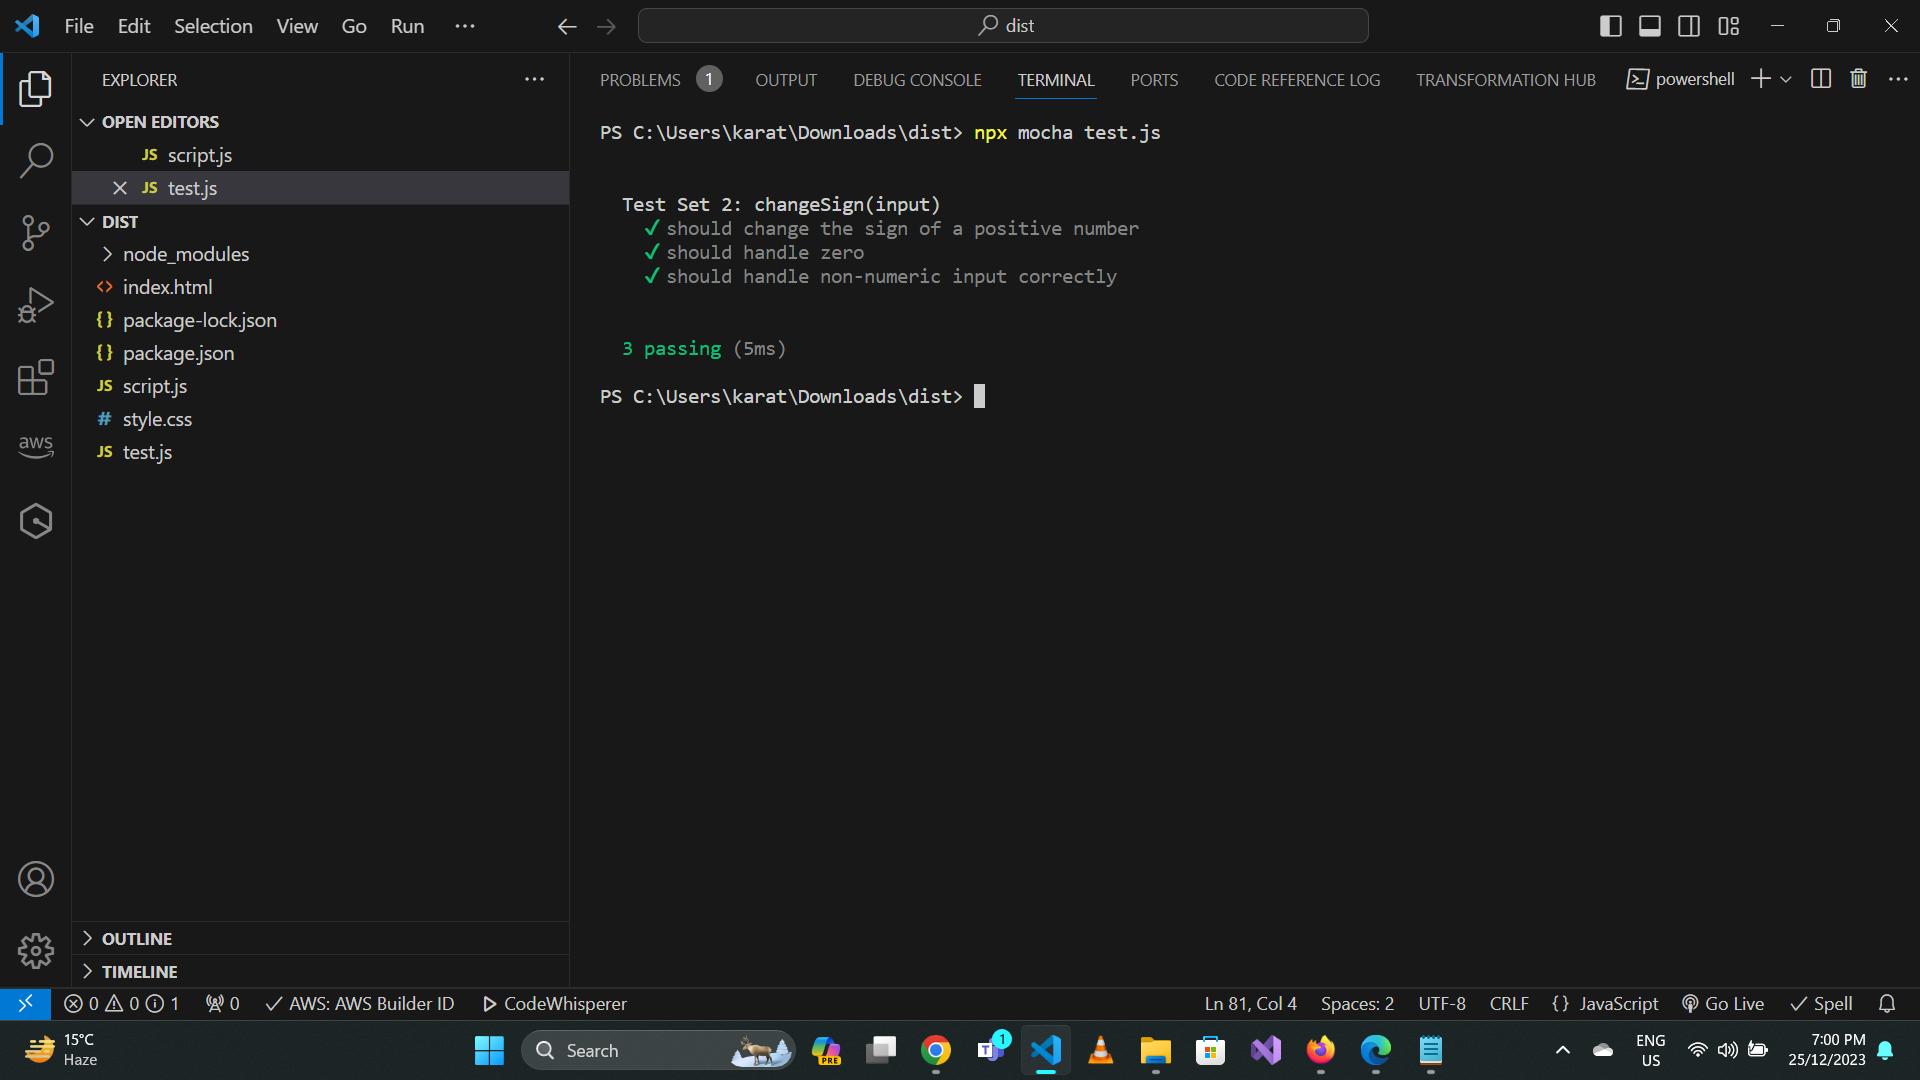 File Edit Selection View Go Run ···
dist
EXPLORER
OPEN EDITORS
JS script.js
JS test.js
DIST
node_modules
<> index.html
{} package-lock.json
{} package.json
JS script.js
# style.css
JS test.js
aws
OUTLINE
TIMELINE
PROBLEMS 1 OUTPUT DEBUG CONSOLE TERMINAL PORTS CODE REFERENCE LOG TRANSFORMATION HUB powershell
PS C:\Users\karat\Downloads\dist> npx mocha test.js
Test Set 2: changeSign(input)
✓ should change the sign of a positive number
✓ should handle zero
✓ should handle non-numeric input correctly
3 passing (5ms)
PS C:\Users\karat\Downloads\dist>
0 0 1 0 AWS: AWS Builder ID CodeWhisperer Ln 81, Col 4 Spaces: 2 UTF-8 CRLF {} JavaScript Go Live Spell
15°C
Haze
Search
PRE
T 1
ENG
US
7:00 PM
25/12/2023